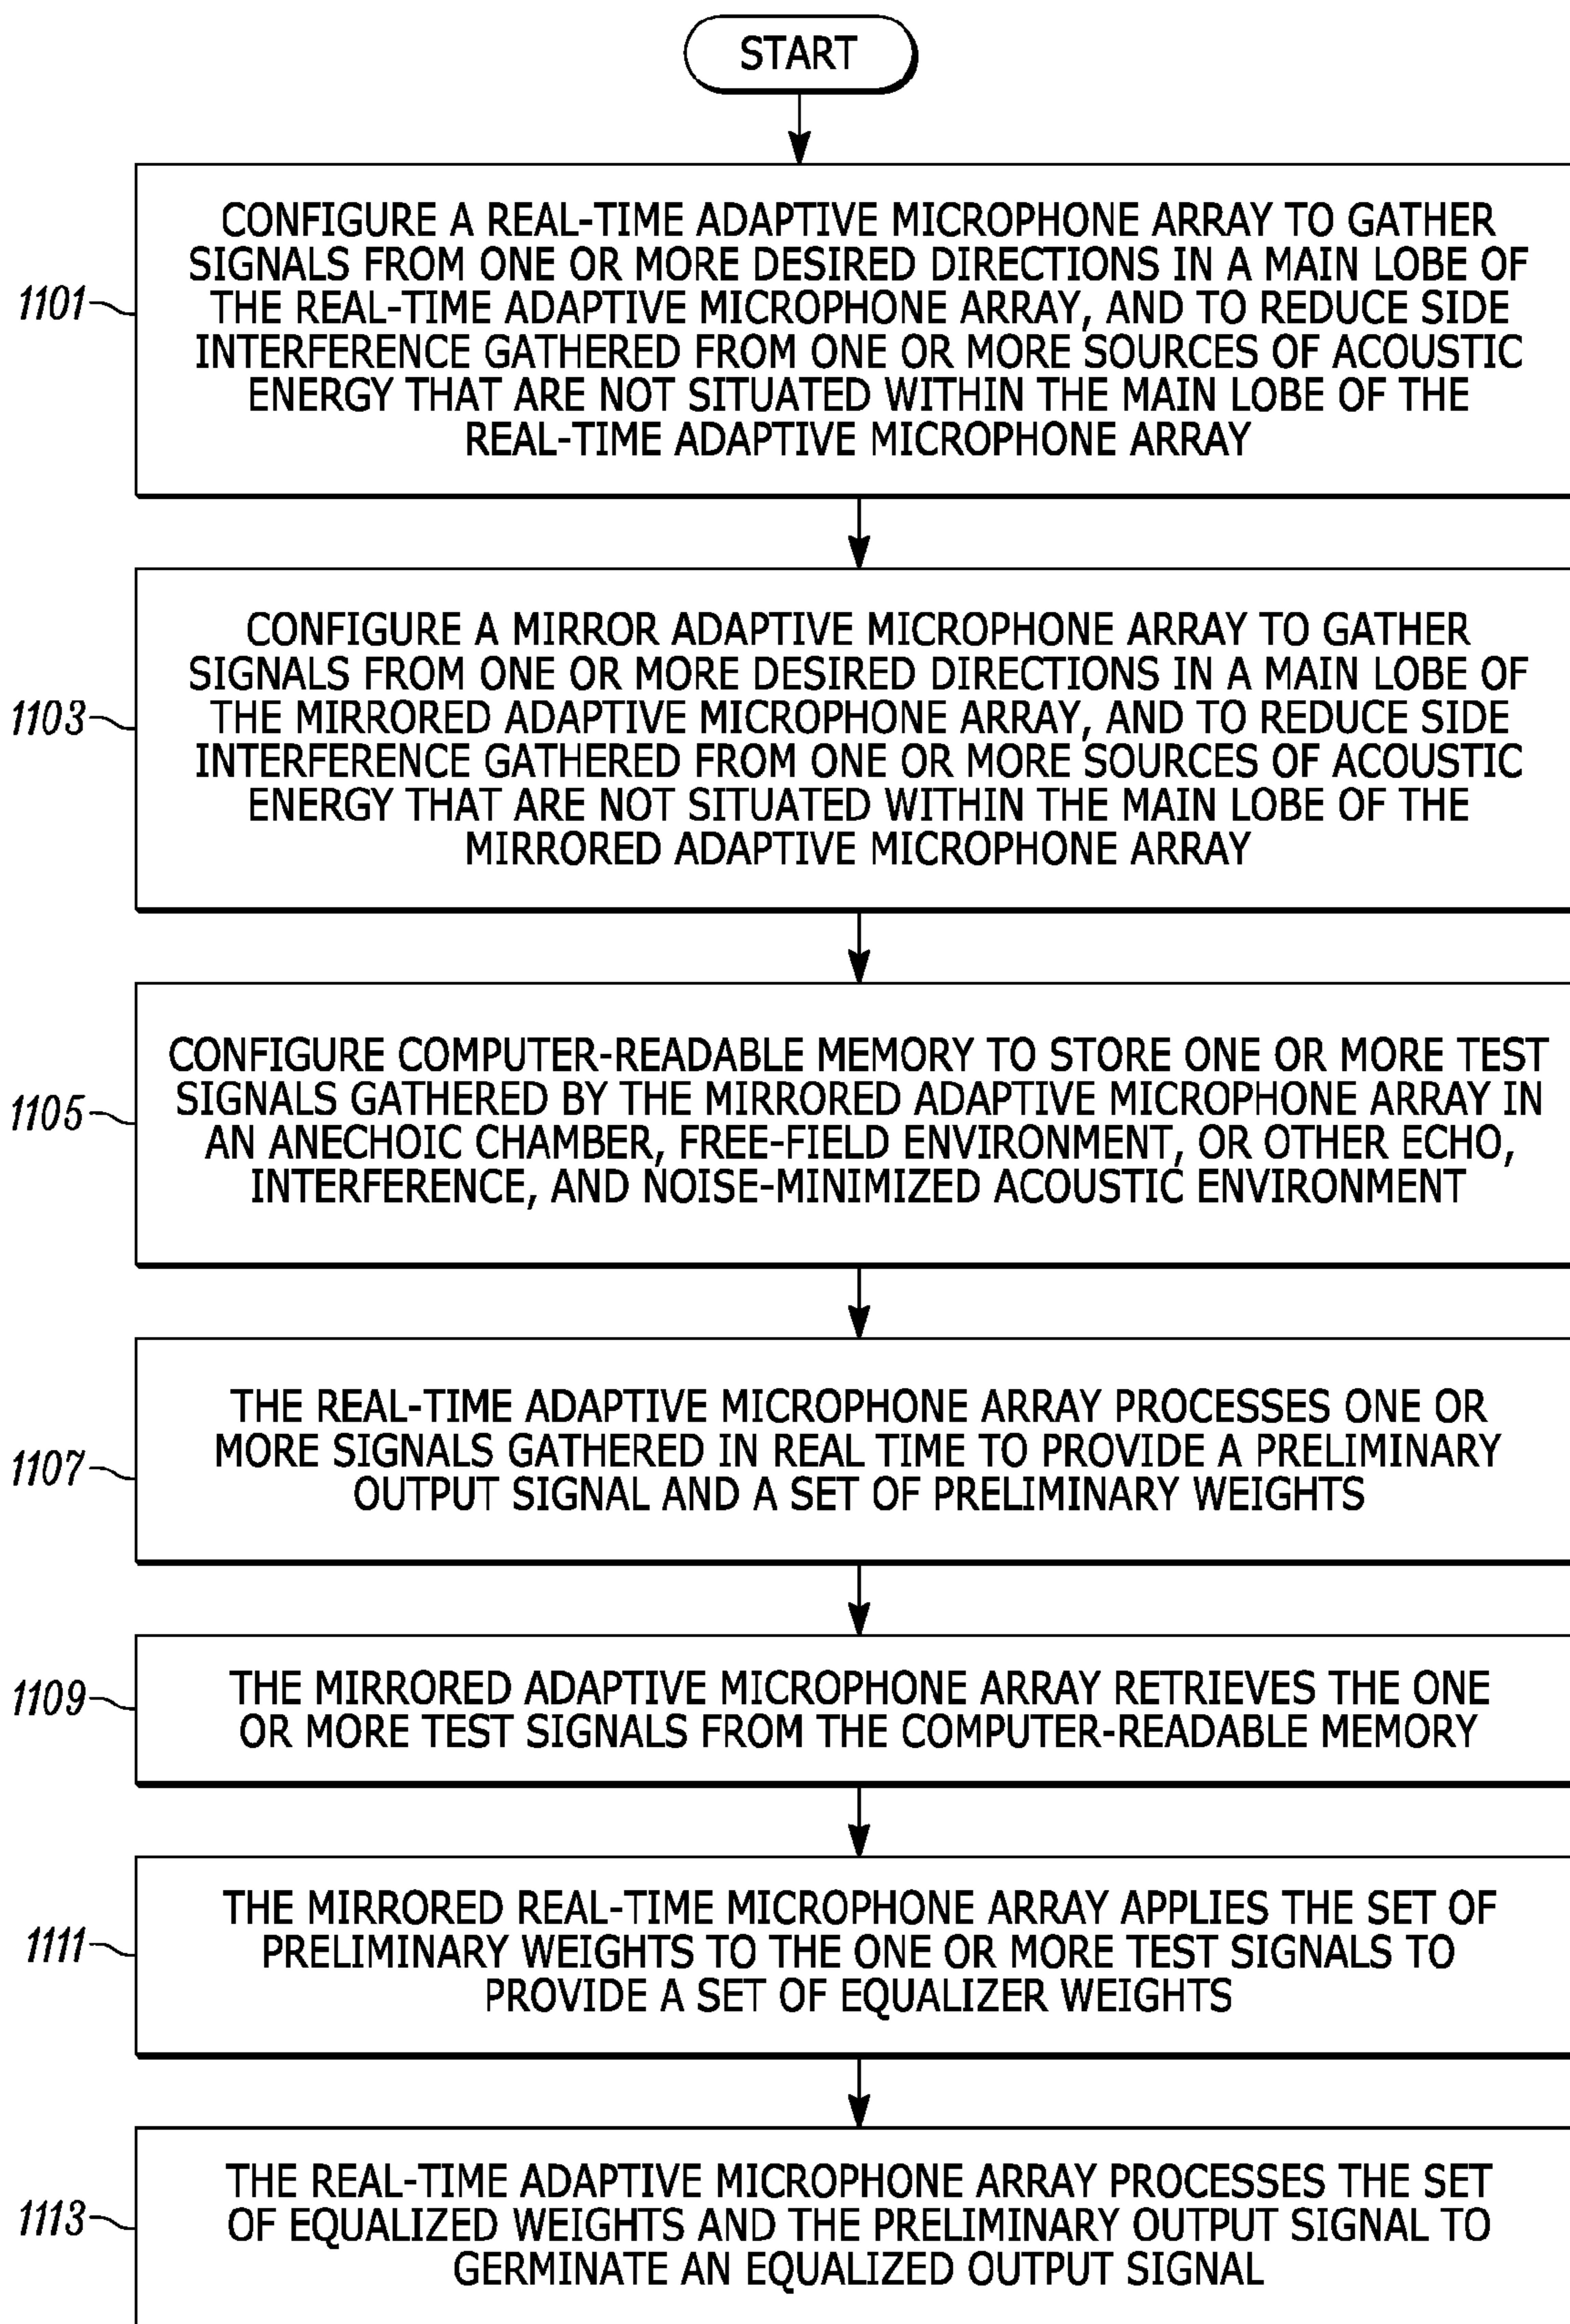 START
CONFIGURE A REAL-TIME ADAPTIVE MICROPHONE ARRAY TO GATHER
SIGNALS FROM ONE OR MORE DESIRED DIRECTIONS IN A MAIN LOBE OF
THE REAL-TIME ADAPTIVE MICROPHONE ARRAY, AND TO REDUCE SIDE
INTERFERENCE GATHERED FROM ONE OR MORE SOURCES OF ACOUSTIC
ENERGY THAT ARE NOT SITUATED WITHIN THE MAIN LOBE OF THE
REAL-TIME ADAPTIVE MICROPHONE ARRAY
1101
CONFIGURE A MIRROR ADAPTIVE MICROPHONE ARRAY TO GATHER
SIGNALS FROM ONE OR MORE DESIRED DIRECTIONS IN A MAIN LOBE OF
THE MIRRORED ADAPTIVE MICROPHONE ARRAY, AND TO REDUCE SIDE
INTERFERENCE GATHERED FROM ONE OR MORE SOURCES OF ACOUSTIC
ENERGY THAT ARE NOT SITUATED WITHIN THE MAIN LOBE OF THE
MIRRORED ADAPTIVE MICROPHONE ARRAY
1103
CONFIGURE COMPUTER-READABLE MEMORY TO STORE ONE OR MORE TEST
SIGNALS GATHERED BY THE MIRRORED ADAPTIVE MICROPHONE ARRAY IN
AN ANECHOIC CHAMBER, FREE-FIELD ENVIRONMENT, OR OTHER ECHO,
INTERFERENCE, AND NOISE-MINIMIZED ACOUSTIC ENVIRONMENT
1105
THE REAL-TIME ADAPTIVE MICROPHONE ARRAY PROCESSES ONE OR
MORE SIGNALS GATHERED IN REAL TIME TO PROVIDE A PRELIMINARY
OUTPUT SIGNAL AND A SET OF PRELIMINARY WEIGHTS
1107
THE MIRRORED ADAPTIVE MICROPHONE ARRAY RETRIEVES THE ONE
OR MORE TEST SIGNALS FROM THE COMPUTER-READABLE MEMORY
1109
THE MIRRORED REAL-TIME MICROPHONE ARRAY APPLIES THE SET OF
PRELIMINARY WEIGHTS TO THE ONE OR MORE TEST SIGNALS TO
PROVIDE A SET OF EQUALIZER WEIGHTS
1111
THE REAL-TIME ADAPTIVE MICROPHONE ARRAY PROCESSES THE SET
OF EQUALIZED WEIGHTS AND THE PRELIMINARY OUTPUT SIGNAL TO
GERMINATE AN EQUALIZED OUTPUT SIGNAL
1113